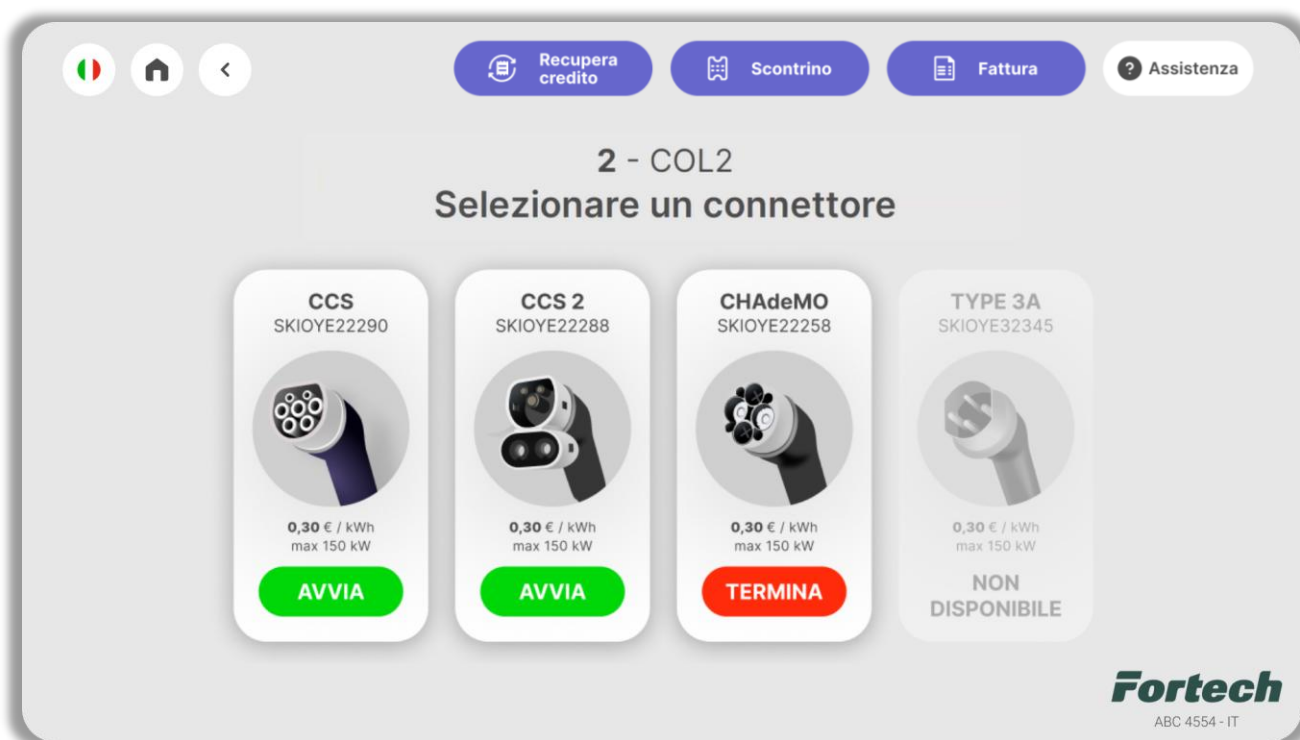 Recupera
credito
Scontrino
Fattura
? Assistenza
2 - COL2
Selezionare un connettore
CCS
SKIOYE22290
0,30 € / kWh
max 150 kW
AVVIA
CCS 2
SKIOYE22288
0,30 € / kWh
max 150 kW
AVVIA
CHAdeMO
SKIOYE22258
0,30 € / kWh
max 150 kW
TERMINA
TYPE 3A
SKIOYE32345
0,30 € / kWh
max 150 kW
NON
DISPONIBILE
Fortech
ABC 4554 - IT